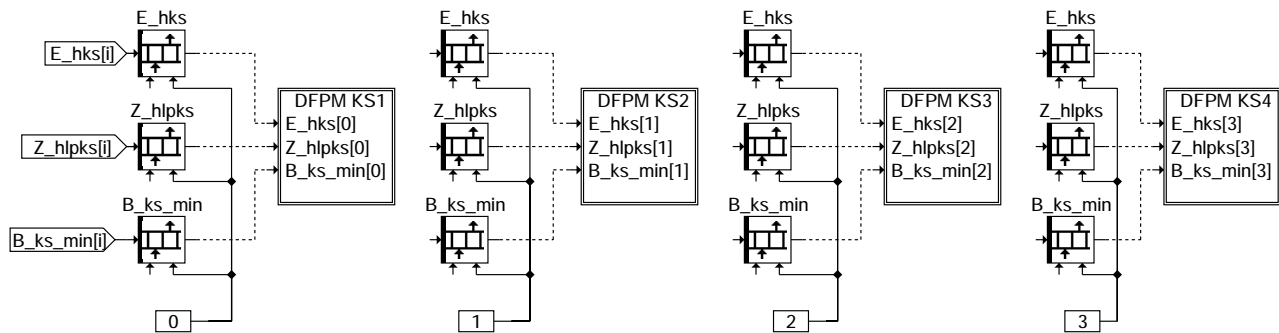 E_hks
E_hks[i]
Z_hlpks
Z_hlpks[i]
B_ks_min
B_ks_min[i]
0
DFPM KS1
E_hks[0]
Z_hlpks[0]
B_ks_min[0]
E_hks
Z_hlpks
B_ks_min
1
DFPM KS2
E_hks[1]
Z_hlpks[1]
B_ks_min[1]
E_hks
Z_hlpks
B_ks_min
2
DFPM KS3
E_hks[2]
Z_hlpks[2]
B_ks_min[2]
E_hks
Z_hlpks
B_ks_min
3
DFPM KS4
E_hks[3]
Z_hlpks[3]
B_ks_min[3]